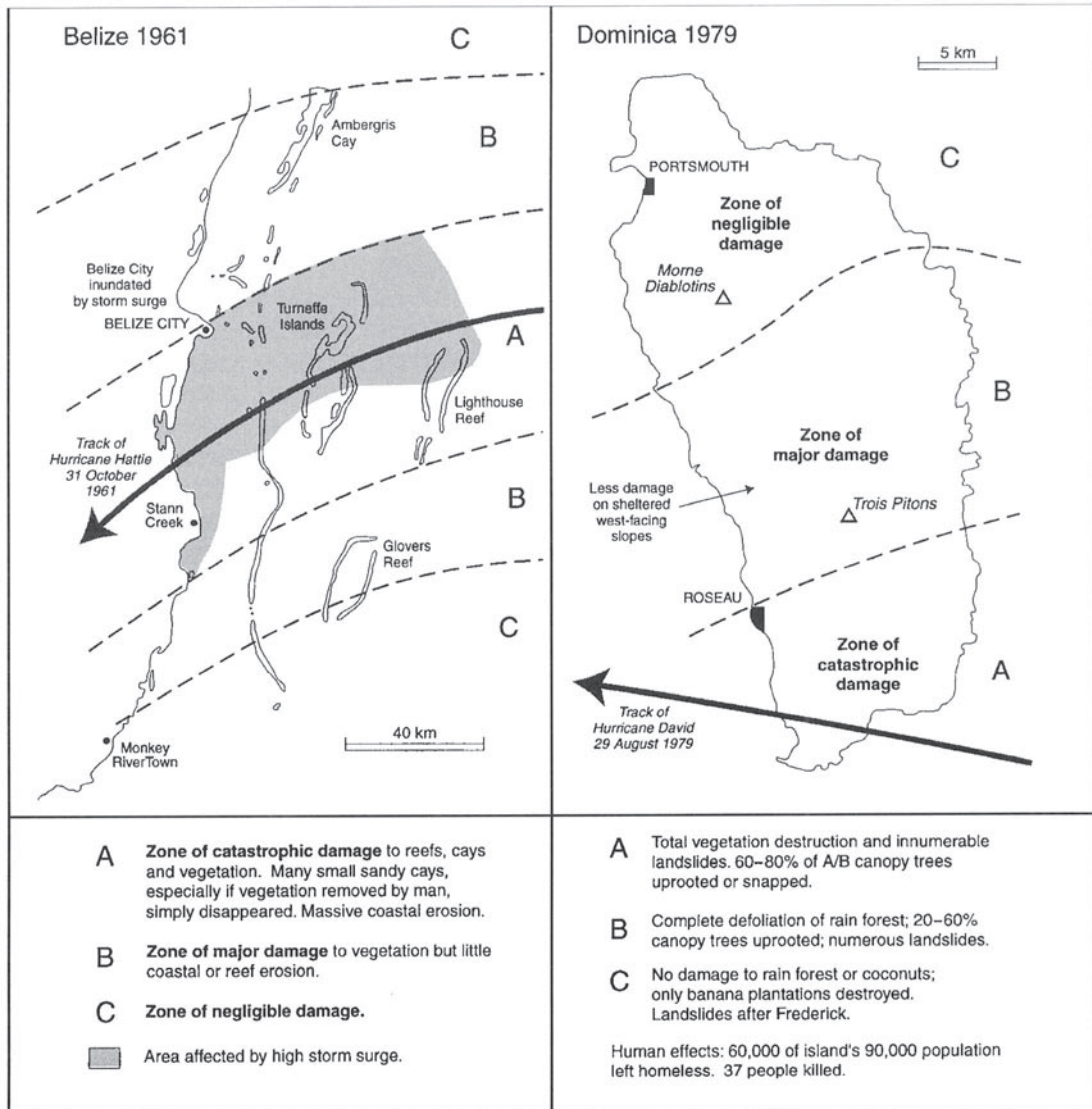 Belize 1961
C
Ambergris
Cay
B
Belize City
inundated
by storm surge
BELIZE CITY
Turneffe
Islands
A
Lighthouse
Reef
Track of
Hurricane Hattie
31 October
1961
Stann
Creek
B
Glovers
Reef
C
40 km
Monkey
RiverTown
Dominica 1979
5 km
C
PORTSMOUTH
Zone of
negligible
damage
Morne
Diablotins
B
Zone of
major damage
Less damage
on sheltered
west-facing
slopes
Trois Pitons
ROSEAU
Zone of
catastrophic
damage
A
Track of
Hurricane David
29 August 1979
A Zone of catastrophic damage to reefs, cays
and vegetation. Many small sandy cays,
especially if vegetation removed by man,
simply disappeared. Massive coastal erosion.
B Zone of major damage to vegetation but little
coastal or reef erosion.
C Zone of negligible damage.
Area affected by high storm surge.
A Total vegetation destruction and innumerable
landslides. 60–80% of A/B canopy trees
uprooted or snapped.
B Complete defoliation of rain forest; 20–60%
canopy trees uprooted; numerous landslides.
C No damage to rain forest or coconuts;
only banana plantations destroyed.
Landslides after Frederick.
Human effects: 60,000 of island's 90,000 population
left homeless. 37 people killed.